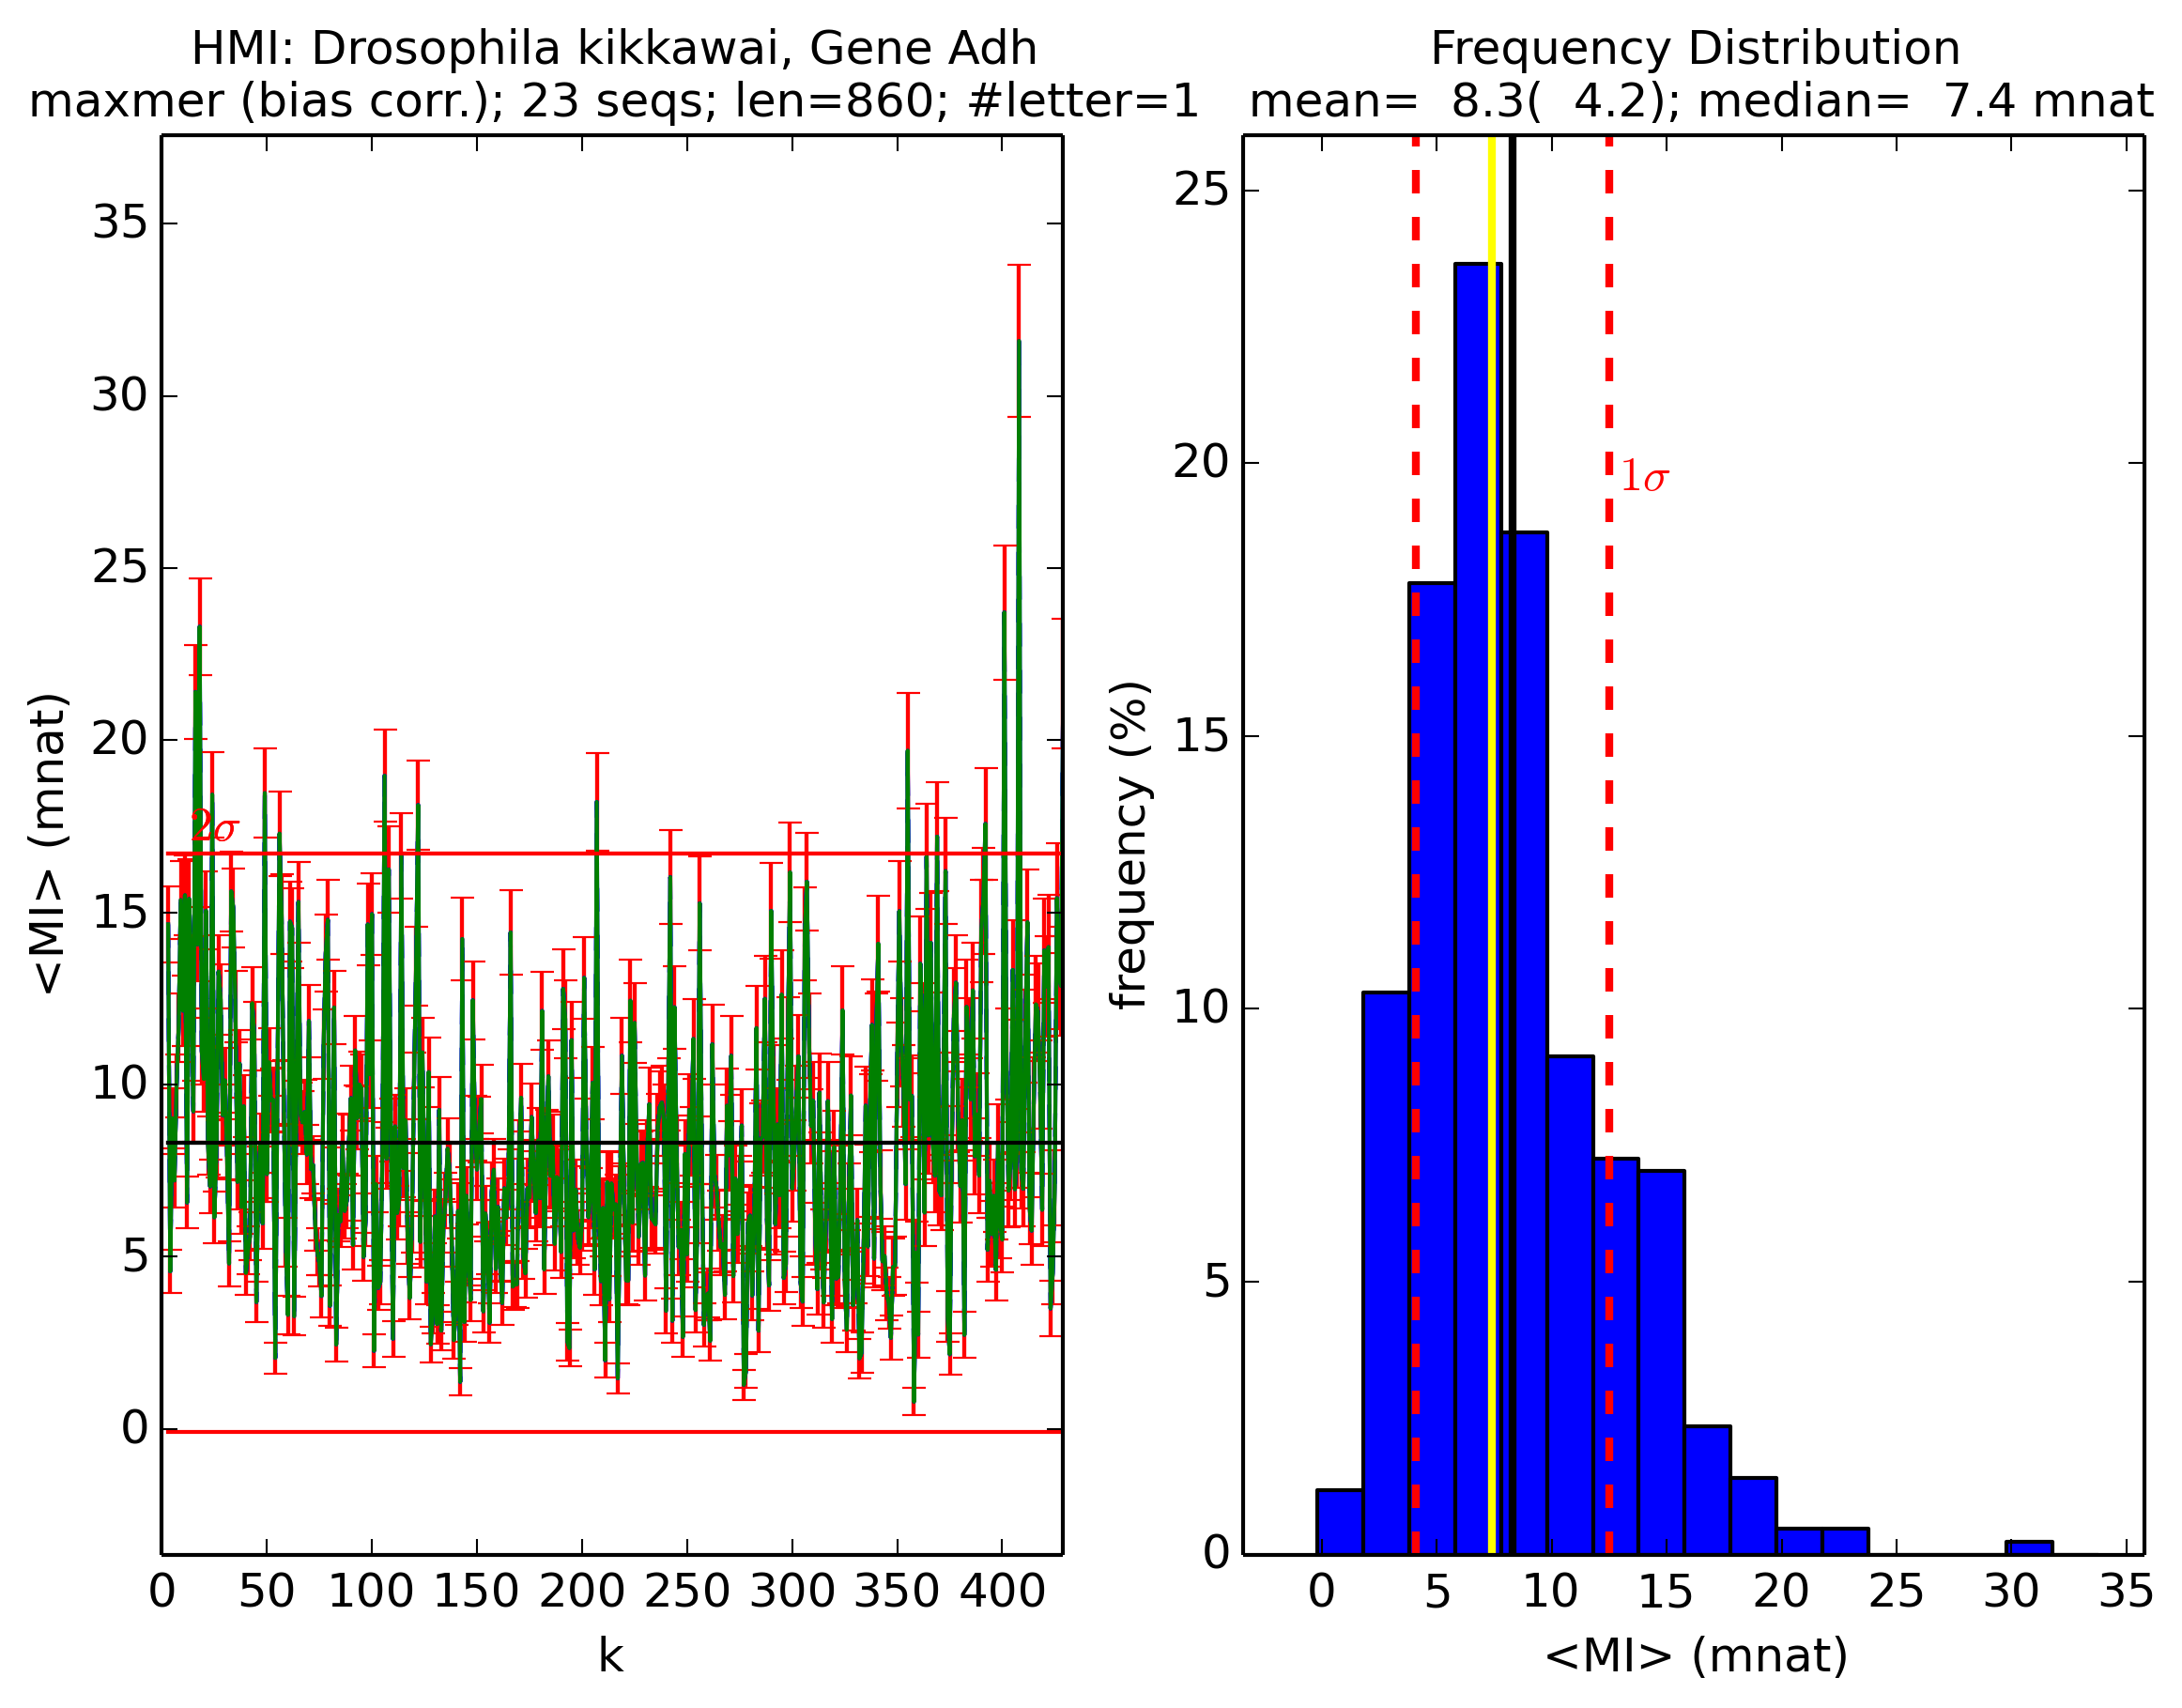 HMI: Drosophila kikkawai, Gene Adh
maxmer (bias corr.); 23 seqs; len=860; #letter=1
<MI> (mnat)
35
30
25
20
15
10
5
0
2σ
0 50 100 150 200 250 300 350 400
k
Frequency Distribution
mean= 8.3( 4.2); median= 7.4 mnat
frequency (%)
25
20
15
10
5
0
1σ
0 5 10 15 20 25 30 35
<MI> (mnat)